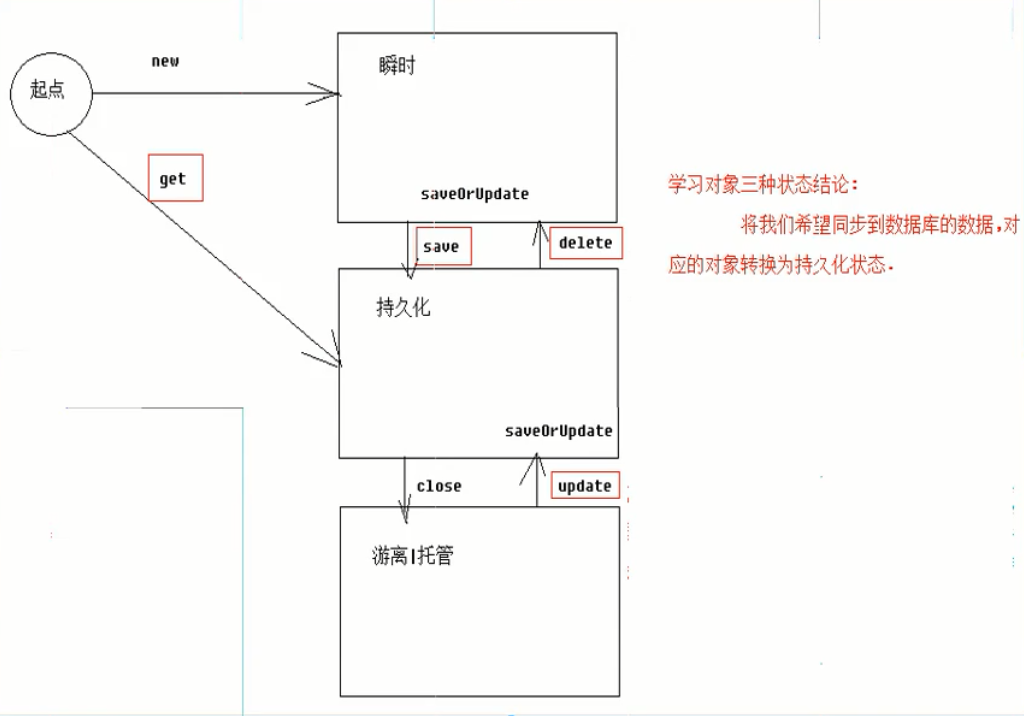 new
瞬时
起点
get
学习对象三种状态结论:
saveOrUpdate
将我们希望同步到数据库的数据,对
save
delete
应的对象转换为持久化状态.
持久化
saveOrUpdate
close
update
游离|托管